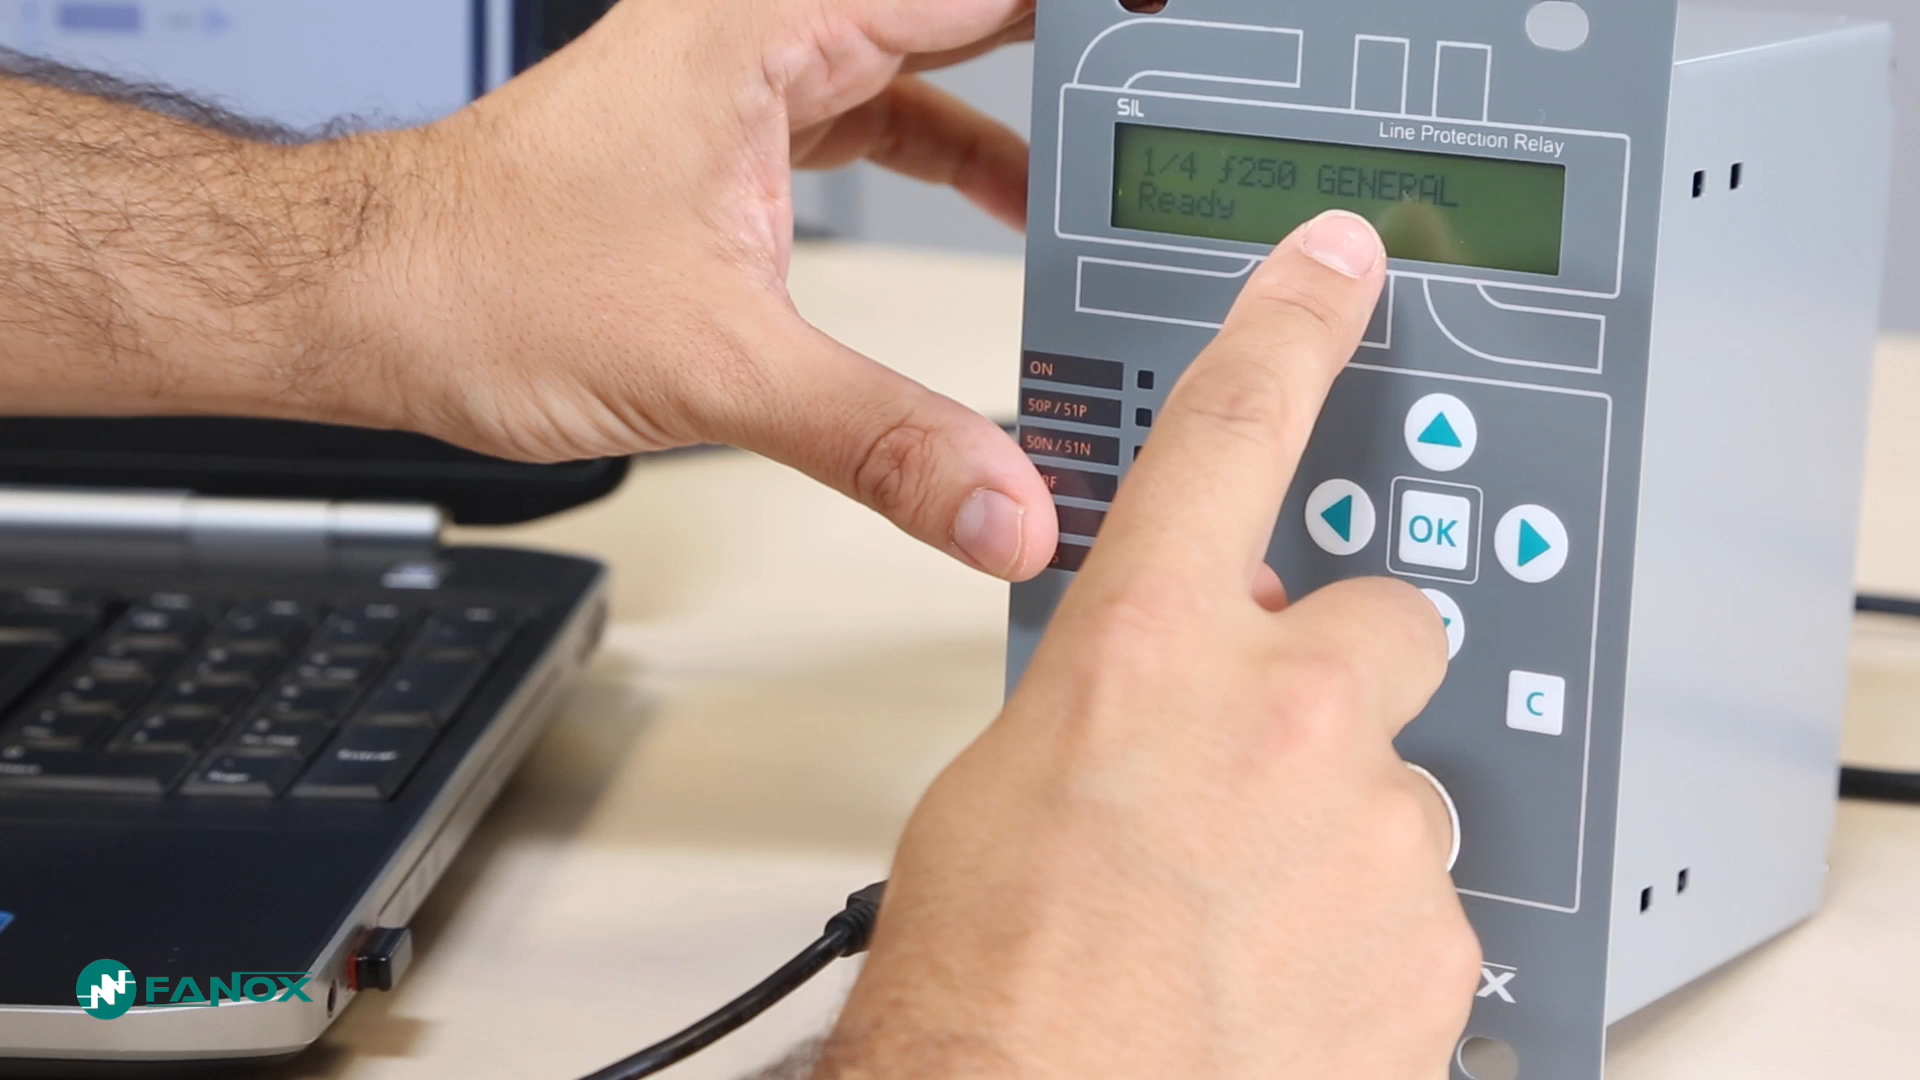 SIL
Line Protection Relay
1/4 ƒ250 GENERAL
Ready
ON
50P / 51P
50N / 51N
OK
C
X
FANOX